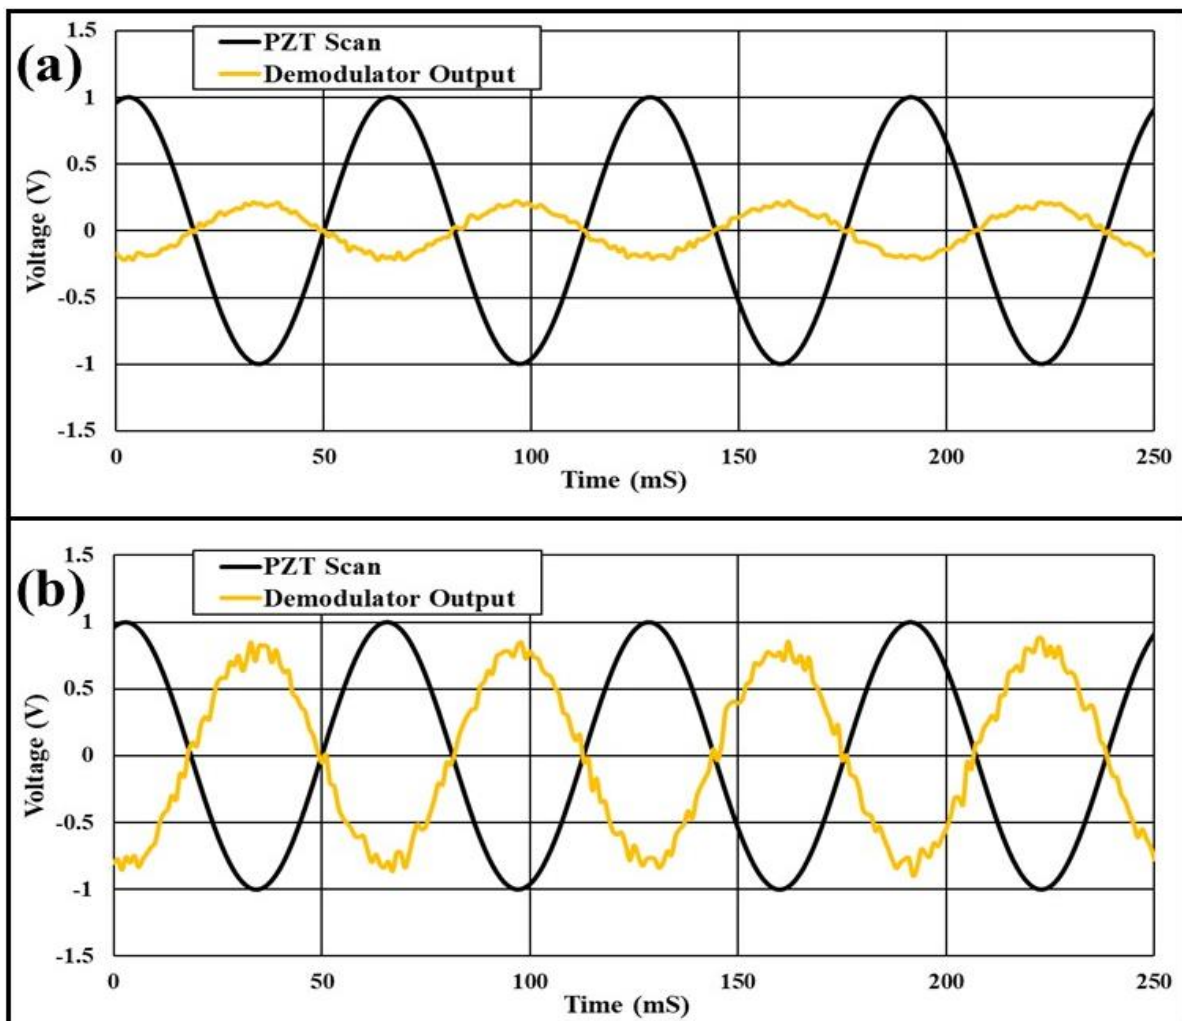 (a)
PZT Scan
Demodulator Output
1.5
1
0.5
0
-0.5
-1
-1.5
Voltage (V)
0 50 100 150 200 250
Time (mS)
(b)
PZT Scan
Demodulator Output
1.5
1
0.5
0
-0.5
-1
-1.5
Voltage (V)
0 50 100 150 200 250
Time (mS)